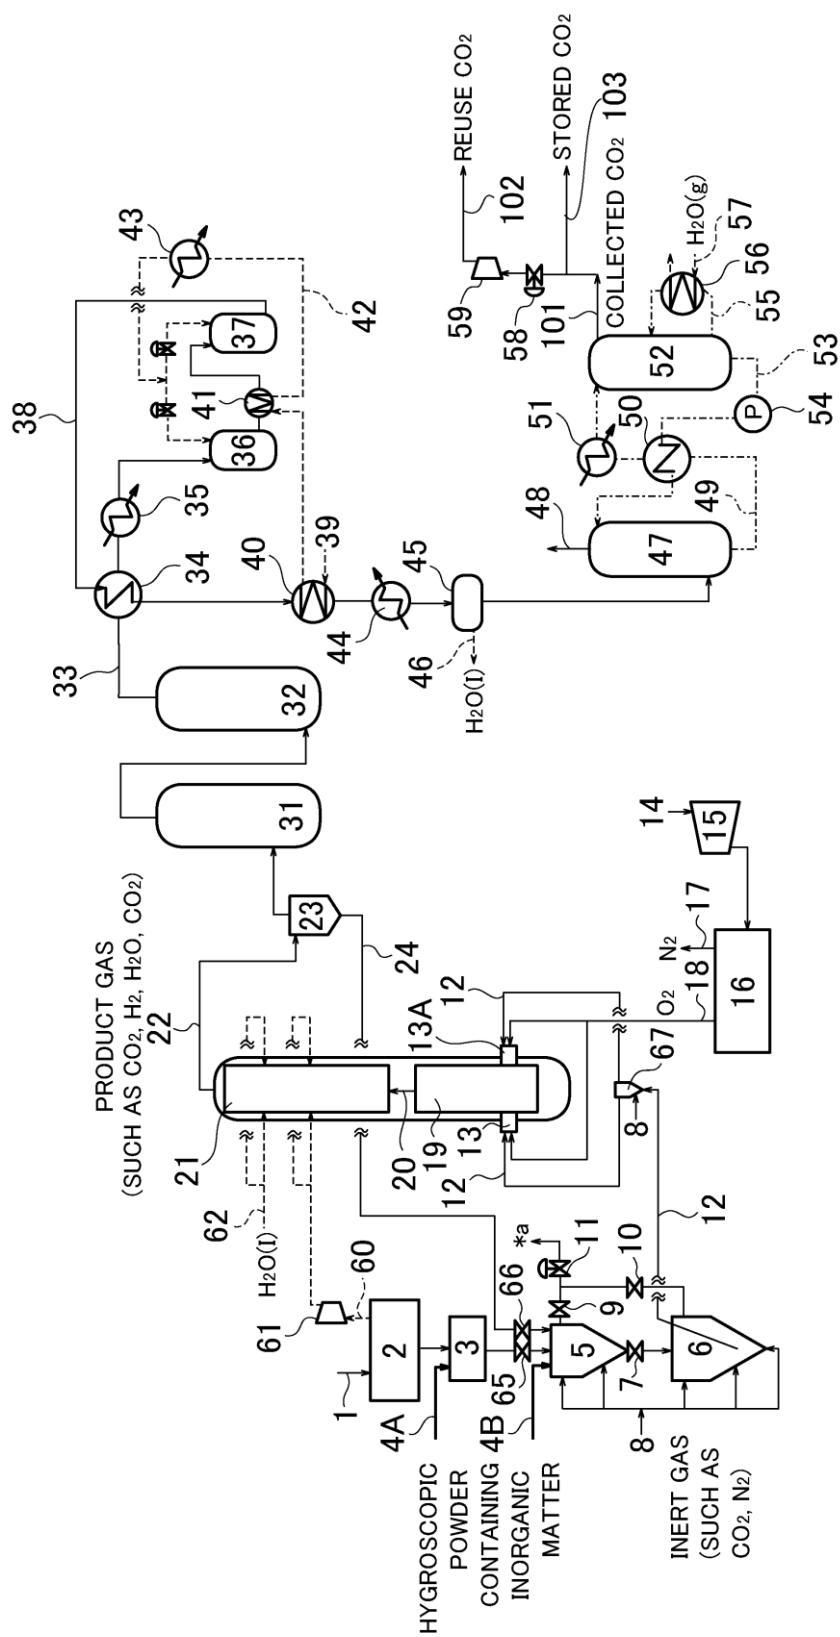 PRODUCT GAS
(SUCH AS CO₂, H₂, H₂O, CO₂)
22
21
62
H₂O(l)
60
61
1
2
3
4A
4B
HYGROSCOPIC
POWDER
CONTAINING
INORGANIC
MATTER
65
66
5
*a
11
9
10
7
6
8
INERT GAS
(SUCH AS
CO₂, N₂)
12
20
19
12
13
13A
12
8
67
23
24
O₂
18
N₂
17
16
14
15
31
32
33
38
34
35
36
37
41
43
42
40
39
44
45
46
H₂O(l)
48
47
49
51
50
52
53
54
P
55
56
57
H₂O(g)
101
COLLECTED CO₂
58
59
102
REUSE CO₂
STORED CO₂
103